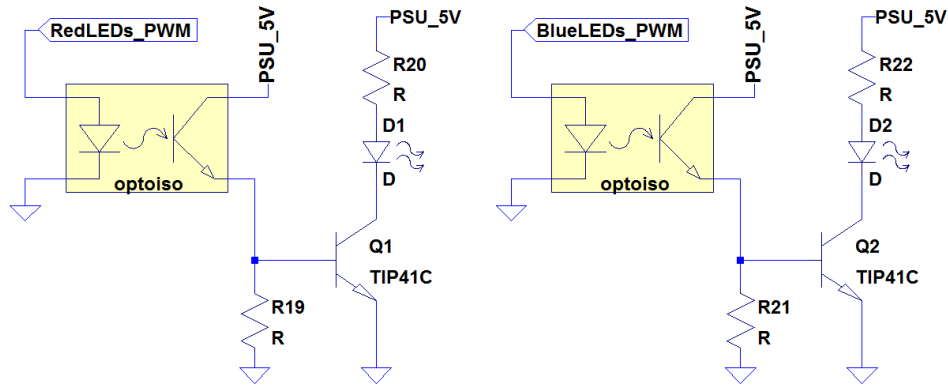 RedLEDs_PWM
PSU_5V
PSU_5V
R20
R
D1
D
optoiso
Q1
TIP41C
R19
R
BlueLEDs_PWM
PSU_5V
PSU_5V
R22
R
D2
D
optoiso
Q2
TIP41C
R21
R